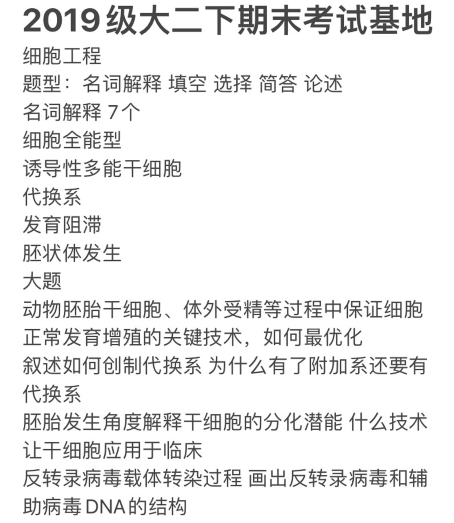 2019级大二下期末考试基地
细胞工程
题型：名词解释 填空 选择 简答 论述
名词解释 7个
细胞全能型
诱导性多能干细胞
代换系
发育阻滞
胚状体发生
大题
动物胚胎干细胞、体外受精等过程中保证细胞
正常发育增殖的关键技术，如何最优化
叙述如何创制代换系 为什么有了附加系还要有
代换系
胚胎发生角度解释干细胞的分化潜能 什么技术
让干细胞应用于临床
反转录病毒载体转染过程 画出反转录病毒和辅
助病毒DNA的结构